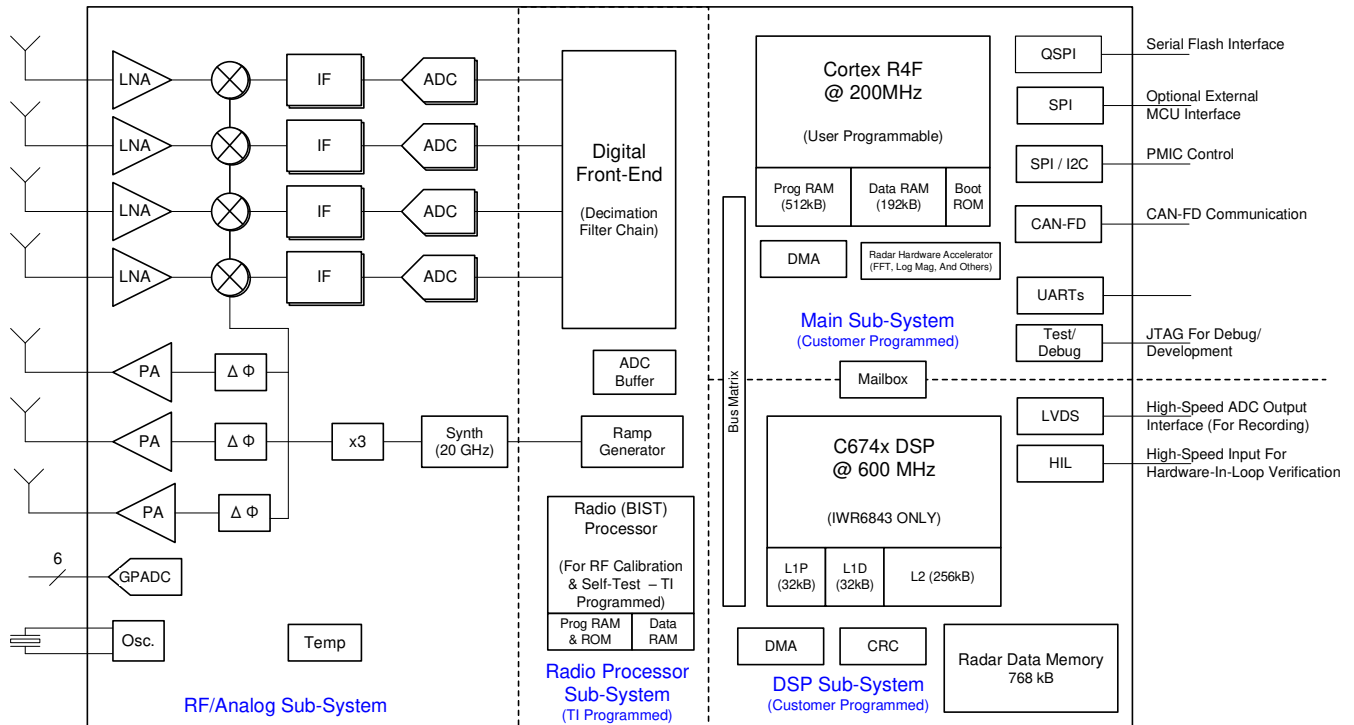 LNA
IF
ADC
LNA
IF
ADC
LNA
IF
ADC
LNA
IF
ADC
Digital
Front-End
(Decimation
Filter Chain)
PA
Δ Φ
PA
Δ Φ
PA
Δ Φ
x3
Synth
(20 GHz)
ADC
Buffer
Ramp
Generator
6
GPADC
Osc.
Temp
RF/Analog Sub-System
Radio (BIST)
Processor
(For RF Calibration
& Self-Test – TI
Programmed)
Prog RAM
& ROM
Data
RAM
Radio Processor
Sub-System
(TI Programmed)
Bus Matrix
Cortex R4F
@ 200MHz
(User Programmable)
Prog RAM
(512kB)
Data RAM
(192kB)
Boot
ROM
DMA
Radar Hardware Accelerator
(FFT, Log Mag, And Others)
Main Sub-System
(Customer Programmed)
Mailbox
C674x DSP
@ 600 MHz
(IWR6843 ONLY)
L1P
(32kB)
L1D
(32kB)
L2 (256kB)
DMA
CRC
DSP Sub-System
(Customer Programmed)
Radar Data Memory
768 kB
QSPI
Serial Flash Interface
SPI
Optional External
MCU Interface
SPI / I2C
PMIC Control
CAN-FD
CAN-FD Communication
UARTs
Test/
Debug
JTAG For Debug/
Development
LVDS
High-Speed ADC Output
Interface (For Recording)
HIL
High-Speed Input For
Hardware-In-Loop Verification